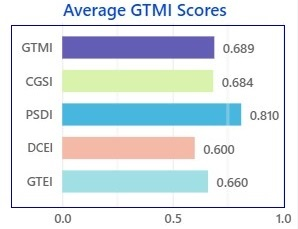 Average GTMI Scores
GTMI 0.689
CGSI 0.684
PSDI 0.810
DCEI 0.600
GTEI 0.660
0.0 0.5 1.0